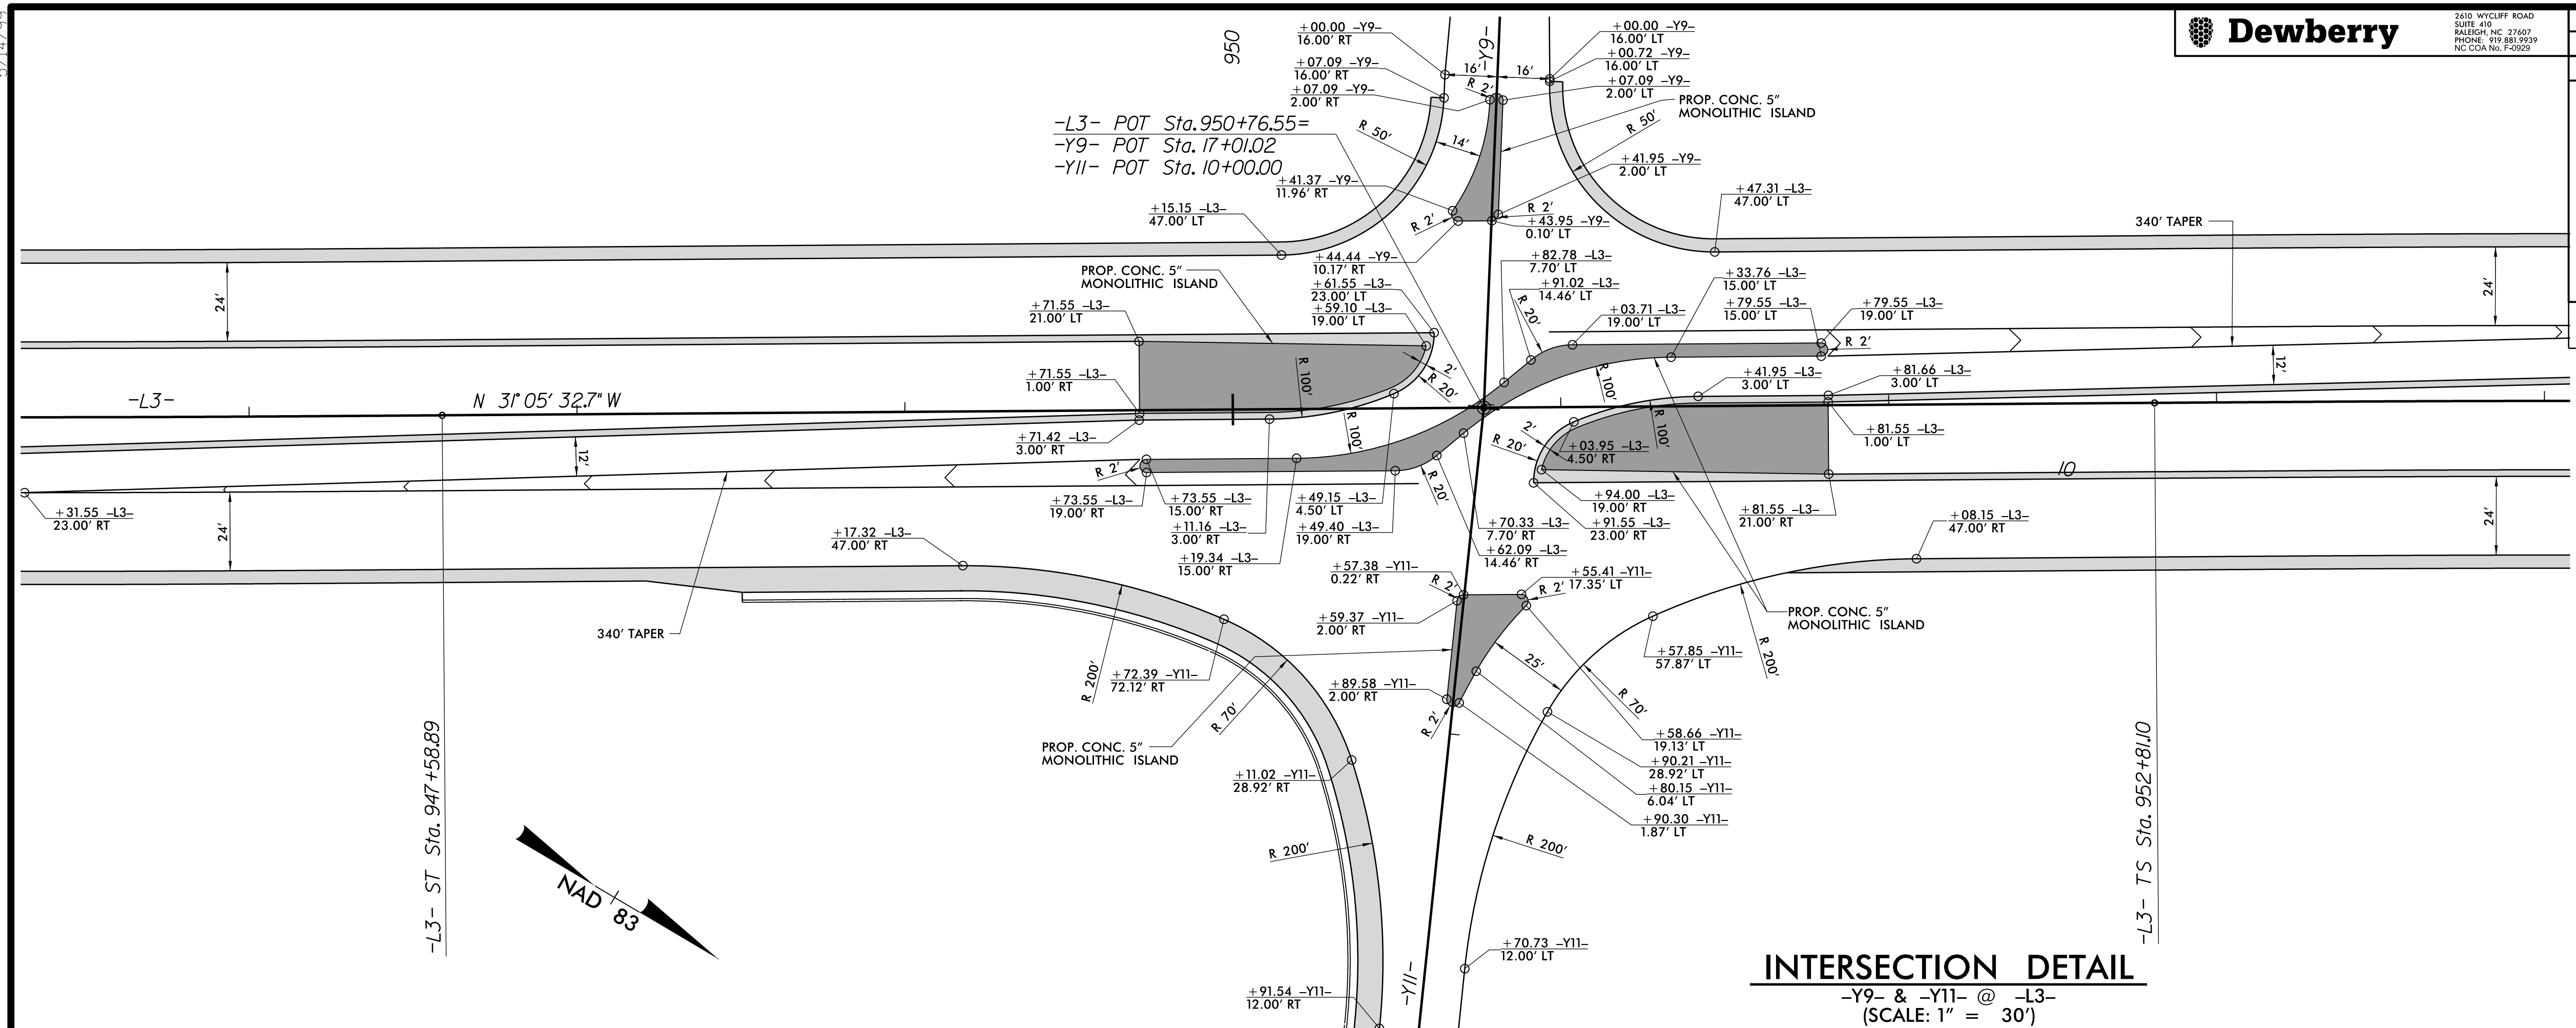 Dewberry
2610 WYCLIFF ROAD
SUITE 410
RALEIGH, NC 27607
PHONE: 919.881.9939
NC COA No. F-0929
950
-Y9-
+00.00 -Y9-
16.00' RT
+07.09 -Y9-
16.00' RT
+07.09 -Y9-
2.00' RT
16'
16'
R 2'
+00.00 -Y9-
16.00' LT
+00.72 -Y9-
16.00' LT
+07.09 -Y9-
2.00' LT
PROP. CONC. 5"
MONOLITHIC ISLAND
-L3- POT Sta. 950+76.55=
-Y9- POT Sta. 17+01.02
-Y11- POT Sta. 10+00.00
R 50'
14'
R 50'
+41.95 -Y9-
2.00' LT
+41.37 -Y9-
11.96' RT
R 2'
R 2'
+43.95 -Y9-
0.10' LT
+15.15 -L3-
47.00' LT
+47.31 -L3-
47.00' LT
340' TAPER
24'
24'
PROP. CONC. 5"
MONOLITHIC ISLAND
+44.44 -Y9-
10.17' RT
+61.55 -L3-
23.00' LT
+59.10 -L3-
19.00' LT
+82.78 -L3-
7.70' LT
+91.02 -L3-
14.46' LT
R 20'
+03.71 -L3-
19.00' LT
+33.76 -L3-
15.00' LT
+79.55 -L3-
15.00' LT
+79.55 -L3-
19.00' LT
R 2'
+71.55 -L3-
21.00' LT
+71.55 -L3-
1.00' RT
R 100'
2'
R 20'
R 100'
+41.95 -L3-
3.00' LT
+81.66 -L3-
3.00' LT
12'
-L3-
N 31°05' 32.7" W
+71.42 -L3-
3.00' RT
R 100'
2'
R 20'
+03.95 -L3-
4.50' RT
R 100'
+81.55 -L3-
1.00' LT
12'
R 2'
10
+31.55 -L3-
23.00' RT
24'
+73.55 -L3-
19.00' RT
+73.55 -L3-
15.00' RT
+11.16 -L3-
3.00' RT
+19.34 -L3-
15.00' RT
+49.15 -L3-
4.50' LT
+49.40 -L3-
19.00' RT
R 20'
+70.33 -L3-
7.70' RT
+62.09 -L3-
14.46' RT
+94.00 -L3-
19.00' RT
+91.55 -L3-
23.00' RT
+81.55 -L3-
21.00' RT
+08.15 -L3-
47.00' RT
24'
+17.32 -L3-
47.00' RT
+57.38 -Y11-
0.22' RT
R 2'
+55.41 -Y11-
17.35' LT
R 2'
+59.37 -Y11-
2.00' RT
PROP. CONC. 5"
MONOLITHIC ISLAND
340' TAPER
R 200'
+72.39 -Y11-
72.12' RT
R 70'
+89.58 -Y11-
2.00' RT
R 2'
25'
+57.85 -Y11-
57.87' LT
R 200'
R 70'
PROP. CONC. 5"
MONOLITHIC ISLAND
+11.02 -Y11-
28.92' RT
+58.66 -Y11-
19.13' LT
+90.21 -Y11-
28.92' LT
+80.15 -Y11-
6.04' LT
+90.30 -Y11-
1.87' LT
-L3- ST Sta. 947+58.89
-L3- TS Sta. 952+81.10
R 200'
R 200'
NAD 83
+70.73 -Y11-
12.00' LT
+91.54 -Y11-
12.00' RT
-Y11-
INTERSECTION DETAIL
-Y9- & -Y11- @ -L3-
(SCALE: 1" = 30')